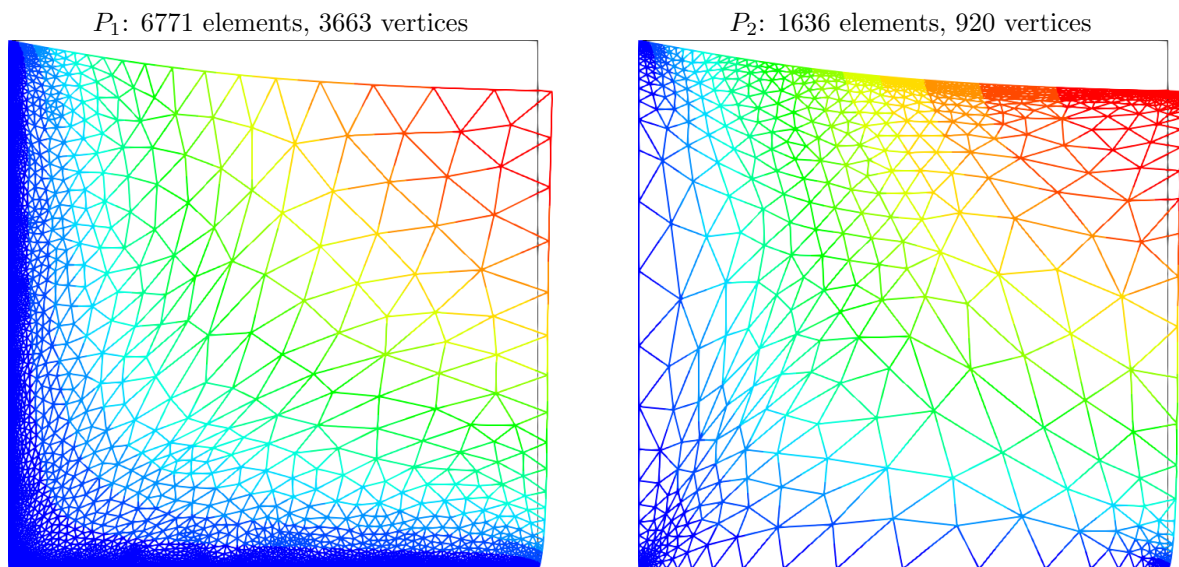 P₁: 6771 elements, 3663 vertices
P₂: 1636 elements, 920 vertices